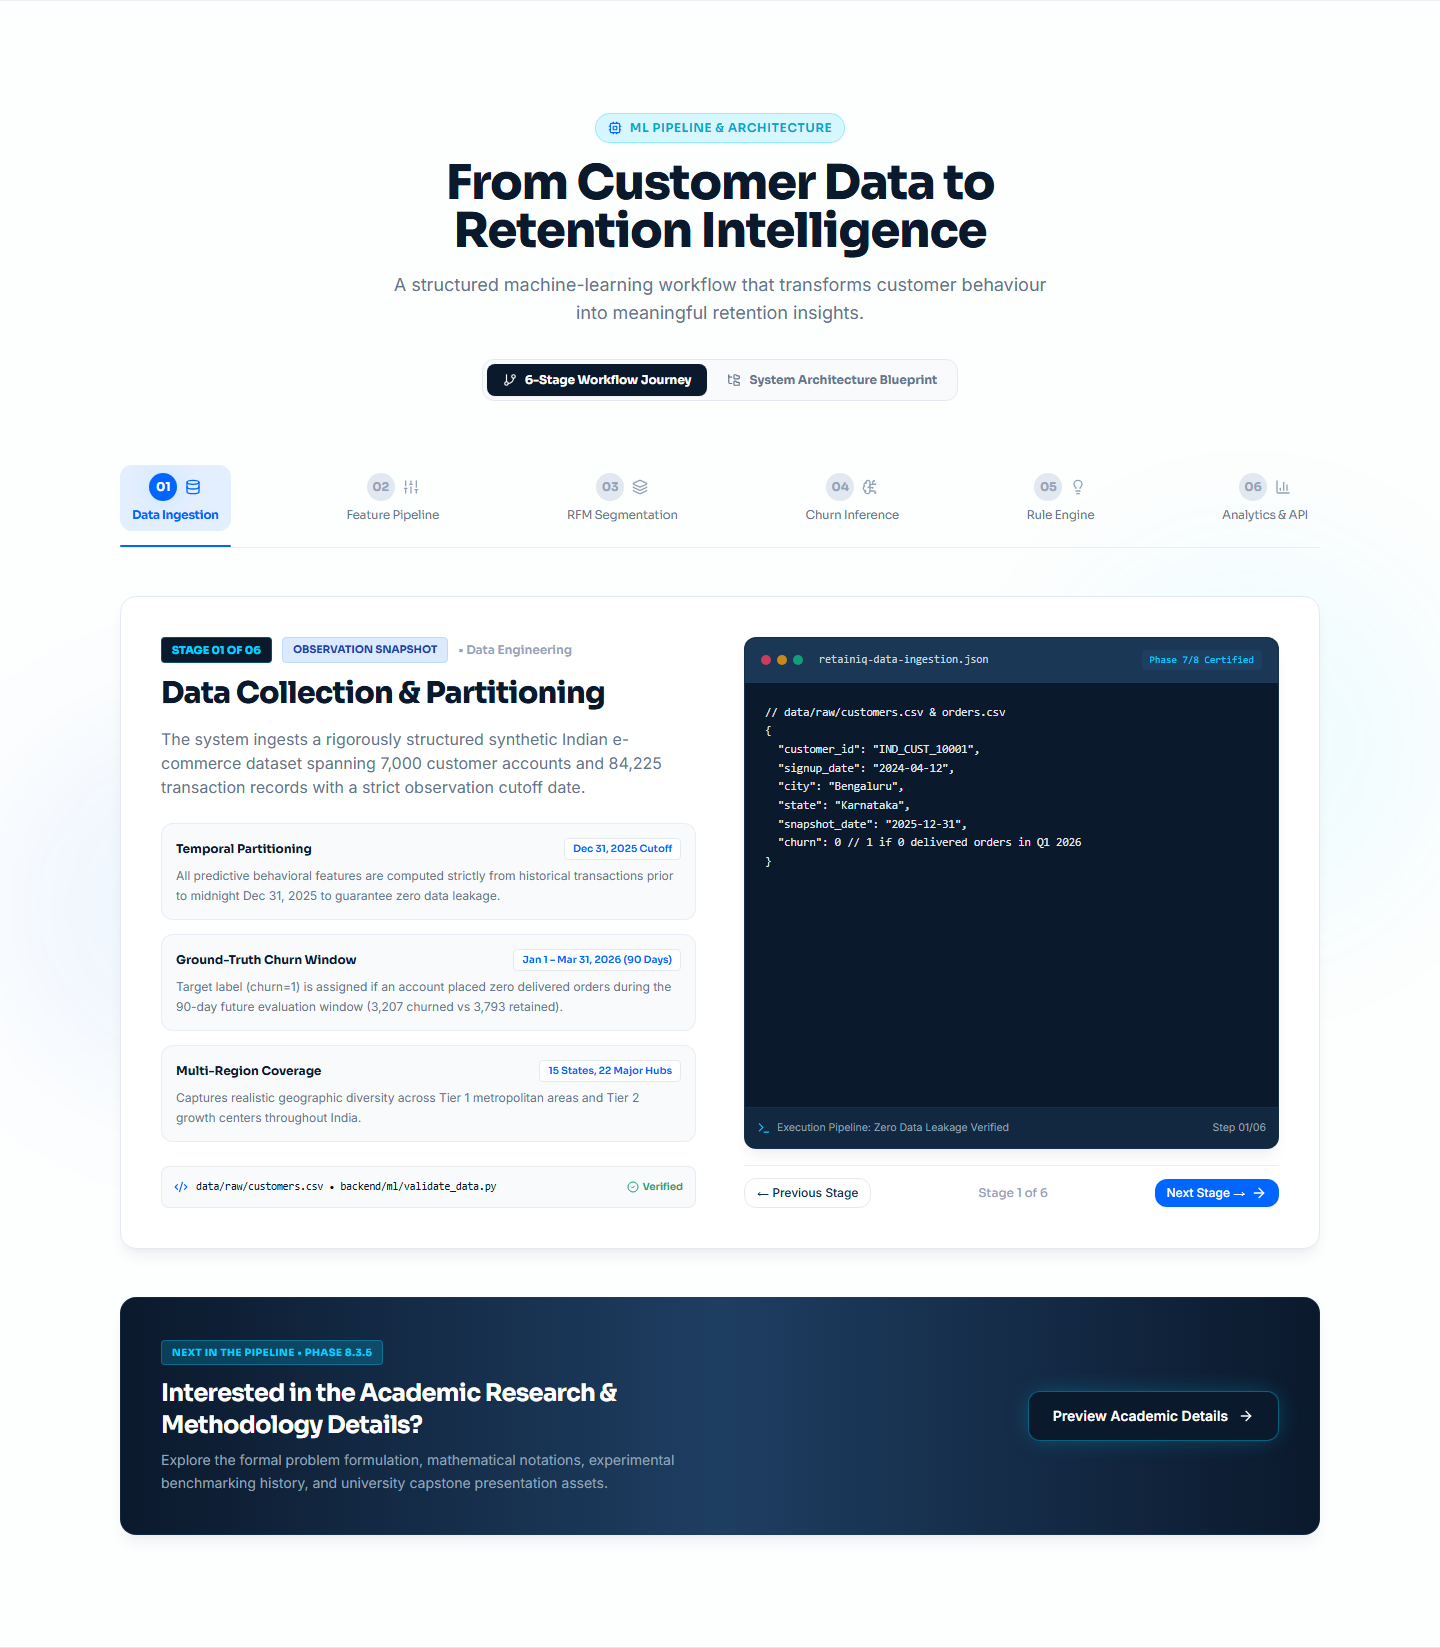 ML PIPELINE & ARCHITECTURE
From Customer Data to
Retention Intelligence
A structured machine-learning workflow that transforms customer behaviour
into meaningful retention insights.
6-Stage Workflow Journey
System Architecture Blueprint
01
Data Ingestion
02
Feature Pipeline
03
RFM Segmentation
04
Churn Inference
05
Rule Engine
06
Analytics & API
STAGE 01 OF 06
OBSERVATION SNAPSHOT
• Data Engineering
Data Collection & Partitioning
The system ingests a rigorously structured synthetic Indian e-
commerce dataset spanning 7,000 customer accounts and 84,225
transaction records with a strict observation cutoff date.
Temporal Partitioning
Dec 31, 2025 Cutoff
All predictive behavioral features are computed strictly from historical transactions prior
to midnight Dec 31, 2025 to guarantee zero data leakage.
Ground-Truth Churn Window
Jan 1 – Mar 31, 2026 (90 Days)
Target label (churn=1) is assigned if an account placed zero delivered orders during the
90-day future evaluation window (3,207 churned vs 3,793 retained).
Multi-Region Coverage
15 States, 22 Major Hubs
Captures realistic geographic diversity across Tier 1 metropolitan areas and Tier 2
growth centers throughout India.
</> data/raw/customers.csv • backend/ml/validate_data.py
Verified
retainiq-data-ingestion.json
Phase 7/8 Certified
// data/raw/customers.csv & orders.csv
{
"customer_id": "IND_CUST_10001",
"signup_date": "2024-04-12",
"city": "Bengaluru",
"state": "Karnataka",
"snapshot_date": "2025-12-31",
"churn": 0 // 1 if 0 delivered orders in Q1 2026
}
Execution Pipeline: Zero Data Leakage Verified
Step 01/06
← Previous Stage
Stage 1 of 6
Next Stage → →
NEXT IN THE PIPELINE • PHASE 8.3.5
Interested in the Academic Research &
Methodology Details?
Explore the formal problem formulation, mathematical notations, experimental
benchmarking history, and university capstone presentation assets.
Preview Academic Details →